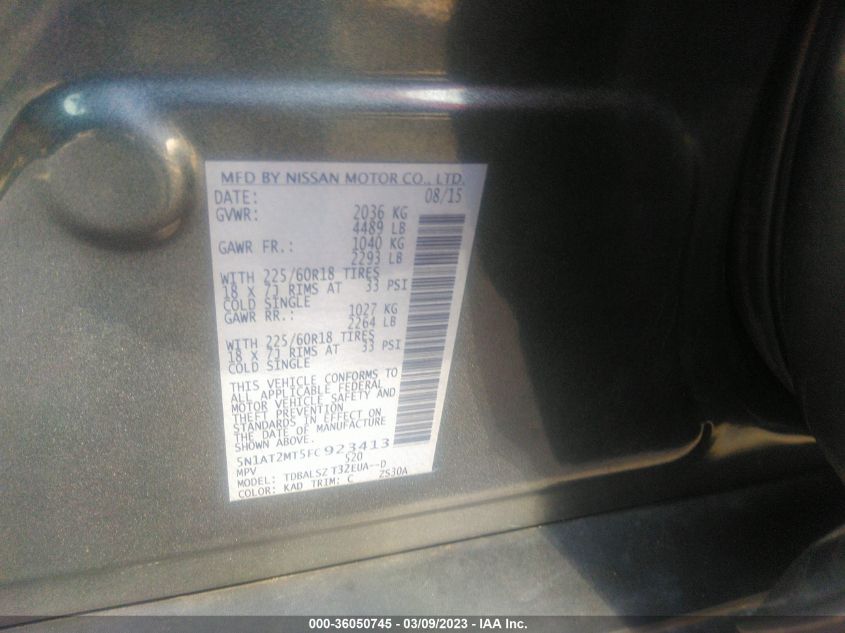 MFD BY NISSAN MOTOR CO., LTD.
DATE: 08/15
GVWR: 2036 KG
4489 LB
GAWR FR.: 1040 KG
2293 LB
WITH 225/60R18 TIRES
18 X 7J RIMS AT 33 PSI
COLD SINGLE
GAWR RR.: 1027 KG
2264 LB
WITH 225/60R18 TIRES
18 X 7J RIMS AT 33 PSI
COLD SINGLE
THIS VEHICLE CONFORMS TO
ALL APPLICABLE FEDERAL
MOTOR VEHICLE SAFETY AND
THEFT PREVENTION
STANDARDS IN EFFECT ON
THE DATE OF MANUFACTURE
SHOWN ABOVE.
5N1AT2MT5FC923413
MPV S20
MODEL: TDBALSZ T32EUA--D
COLOR: KAD TRIM: C ZS30A
000-36050745 - 03/09/2023 - IAA Inc.